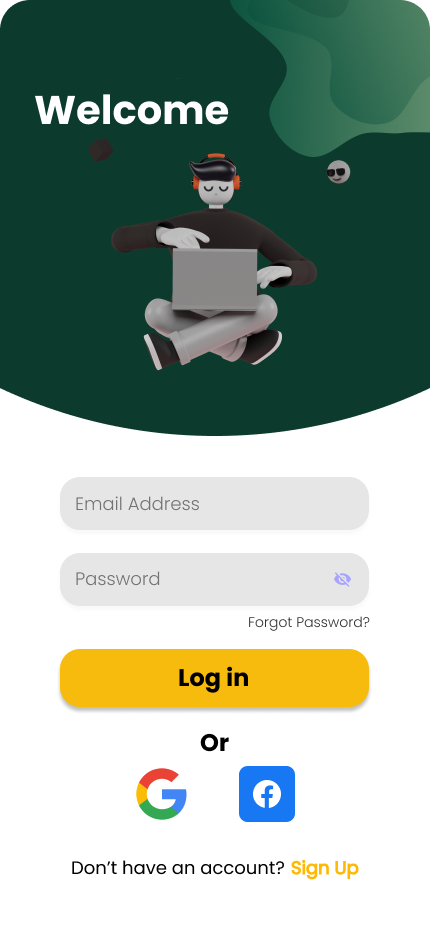 Welcome
Email Address
Password
Forgot Password?
Log in
Or
Don’t have an account? Sign Up